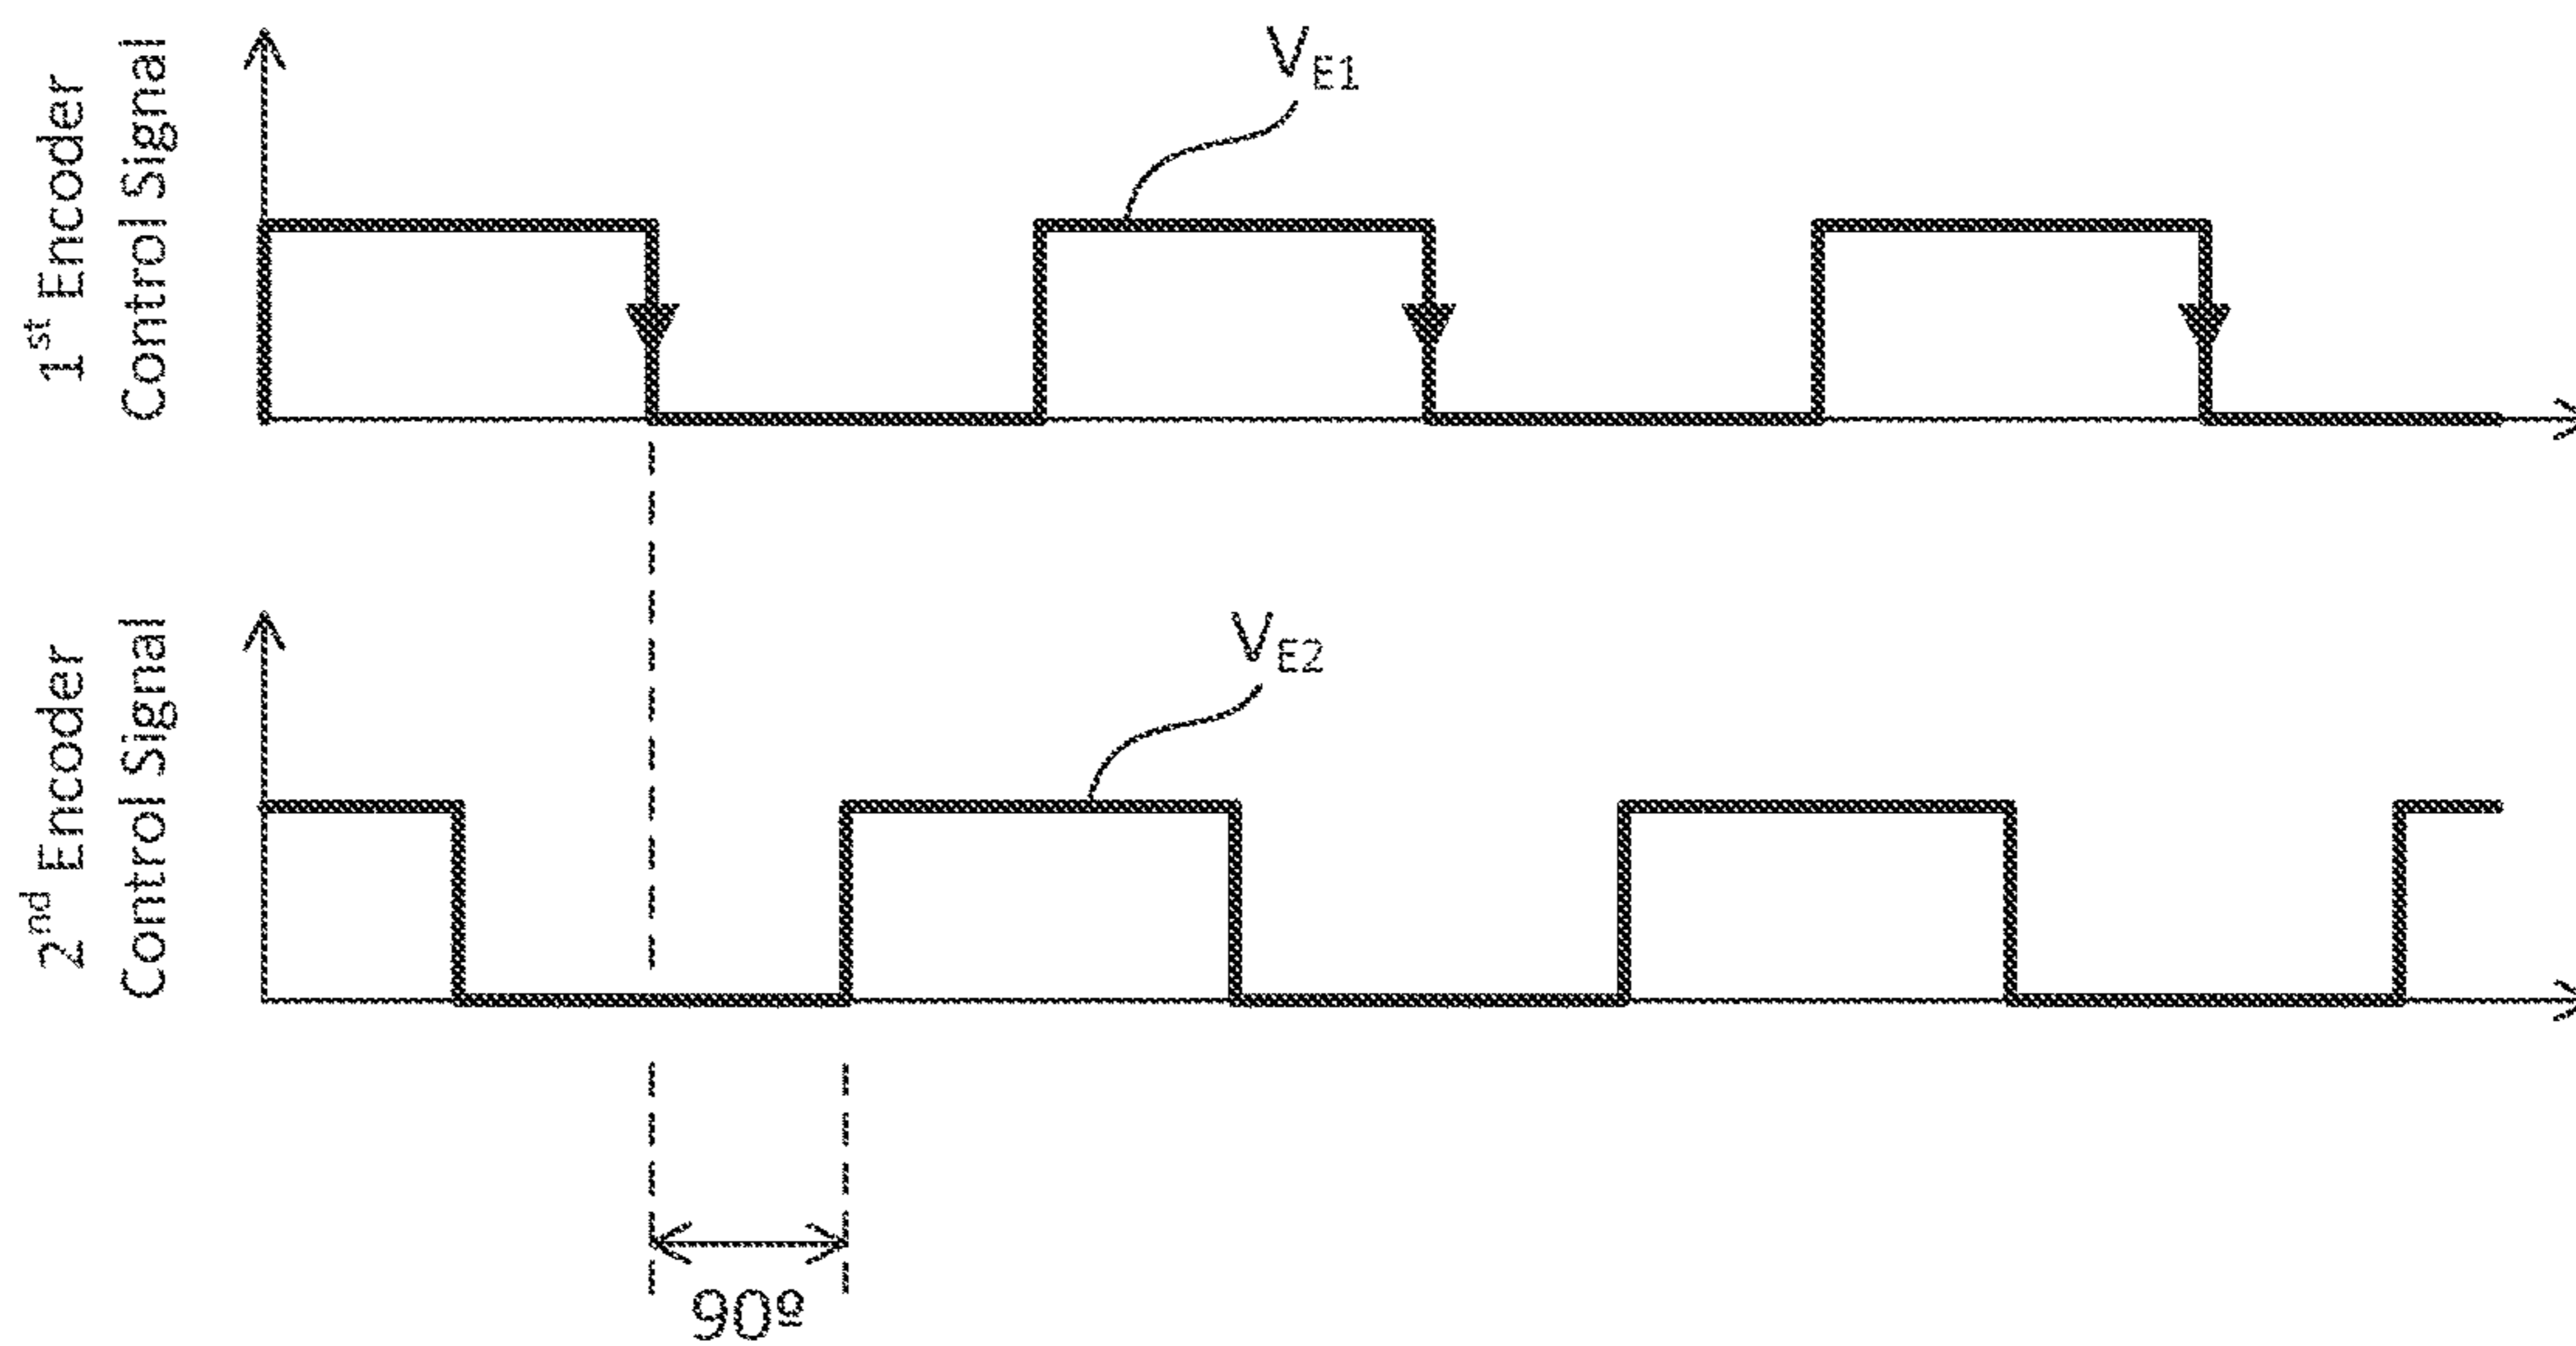 1st Encoder
Control Signal
VE1
2nd Encoder
Control Signal
VE2
90º